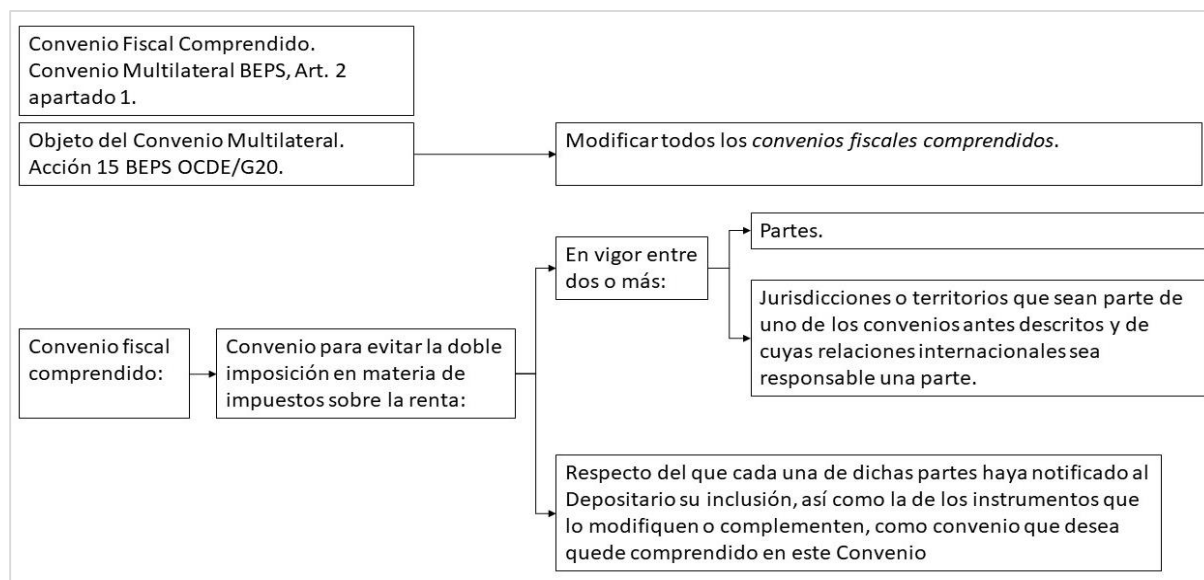 Convenio Fiscal Comprendido.
Convenio Multilateral BEPS, Art. 2
apartado 1.
Objeto del Convenio Multilateral.
Acción 15 BEPS OCDE/G20.
Modificar todos los convenios fiscales comprendidos.
Convenio fiscal
comprendido:
Convenio para evitar la doble
imposición en materia de
impuestos sobre la renta:
En vigor entre
dos o más:
Partes.
Jurisdicciones o territorios que sean parte de
uno de los convenios antes descritos y de
cuyas relaciones internacionales sea
responsable una parte.
Respecto del que cada una de dichas partes haya notificado al
Depositario su inclusión, así como la de los instrumentos que
lo modifiquen o complementen, como convenio que desea
quede comprendido en este Convenio